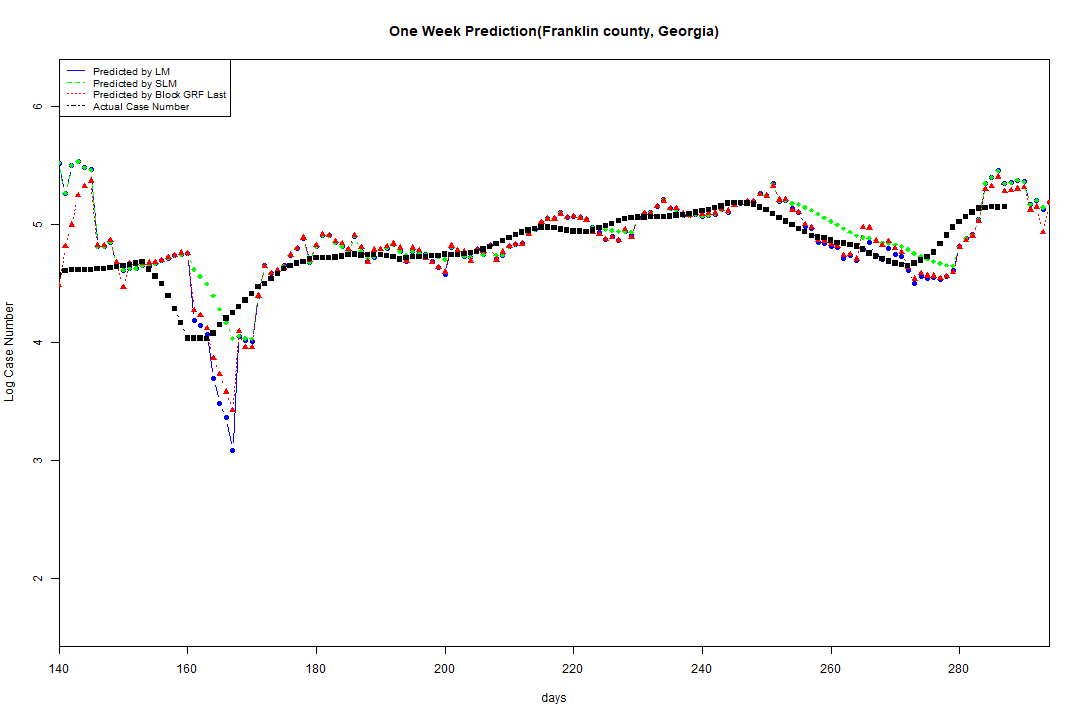 One Week Prediction(Franklin county, Georgia)
Predicted by LM
Predicted by SLM
Predicted by Block GRF Last
Actual Case Number
6
5
4
3
2
Log Case Number
140 160 180 200 220 240 260 280
days